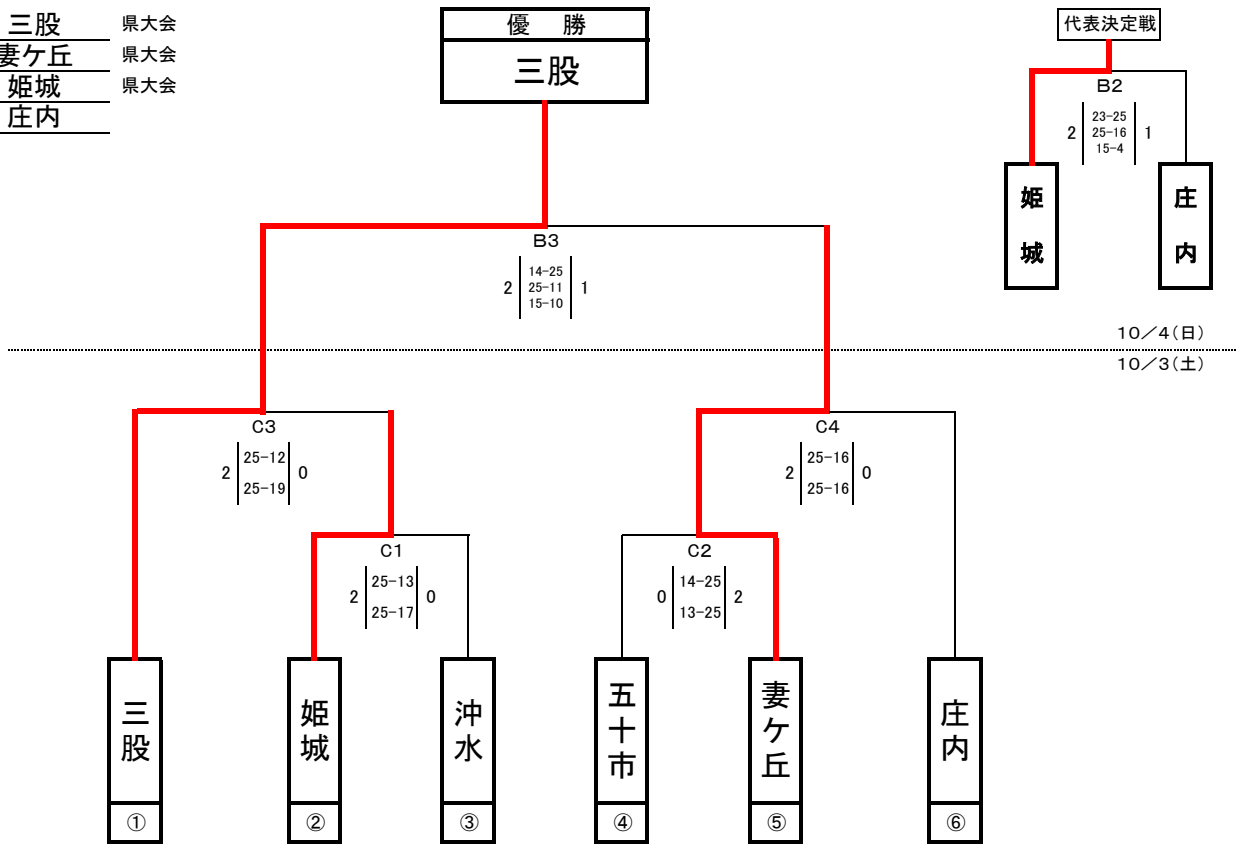 三股 県大会
妻ケ丘 県大会
姫城 県大会
庄内
優 勝
三股
代表決定戦
B2
2 23-25 1
25-16
15-4
姫城
庄内
B3
14-25
2 25-11 1
15-10
10/4(日)
10/3(土)
C3
25-12
2 0
25-19
C4
25-16
2 0
25-16
C1
25-13
2 0
25-17
C2
14-25
0 2
13-25
三股
姫城
沖水
五十市
妻ケ丘
庄内
① ② ③ ④ ⑤ ⑥